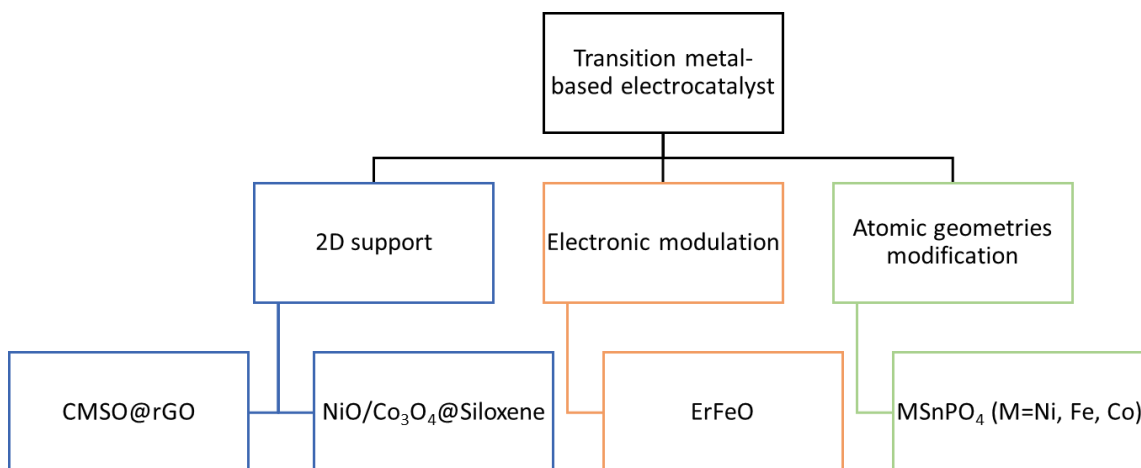 Transition metal-
based electrocatalyst
2D support
Electronic modulation
Atomic geometries
modification
CMSO@rGO
NiO/Co₃O₄@Siloxene
ErFeO
MSnPO₄ (M=Ni, Fe, Co)